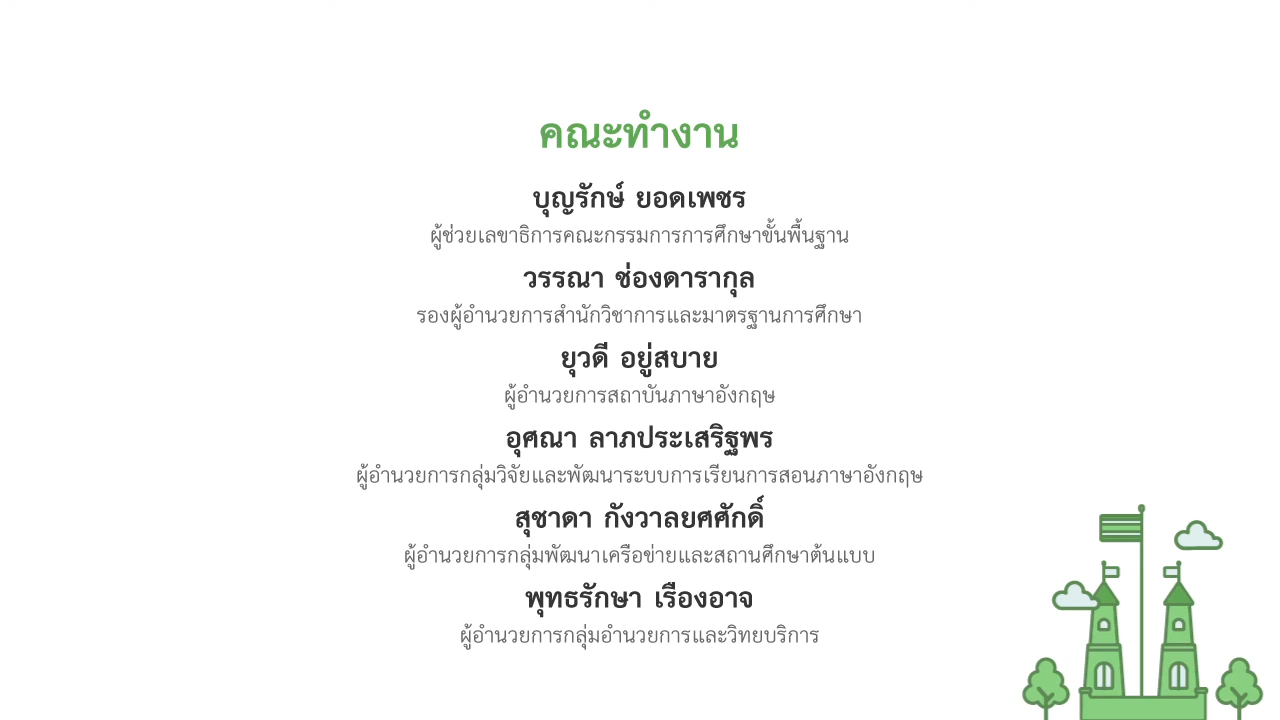 คณะทำงาน
บุญรักษ์ ยอดเพชร
ผู้ช่วยเลขาธิการคณะกรรมการการศึกษาขั้นพื้นฐาน
วรรณา ช่องดารากุล
รองผู้อำนวยการสำนักวิชาการและมาตรฐานการศึกษา
ยุวดี อยู่สบาย
ผู้อำนวยการสถาบันภาษาอังกฤษ
อุศณา ลาภประเสริฐพร
ผู้อำนวยการกลุ่มวิจัยและพัฒนาระบบการเรียนการสอนภาษาอังกฤษ
สุชาดา กังวาลยศศักดิ์
ผู้อำนวยการกลุ่มพัฒนาเครือข่ายและสถานศึกษาต้นแบบ
พุทธรักษา เรืองอาจ
ผู้อำนวยการกลุ่มอำนวยการและวิทยบริการ